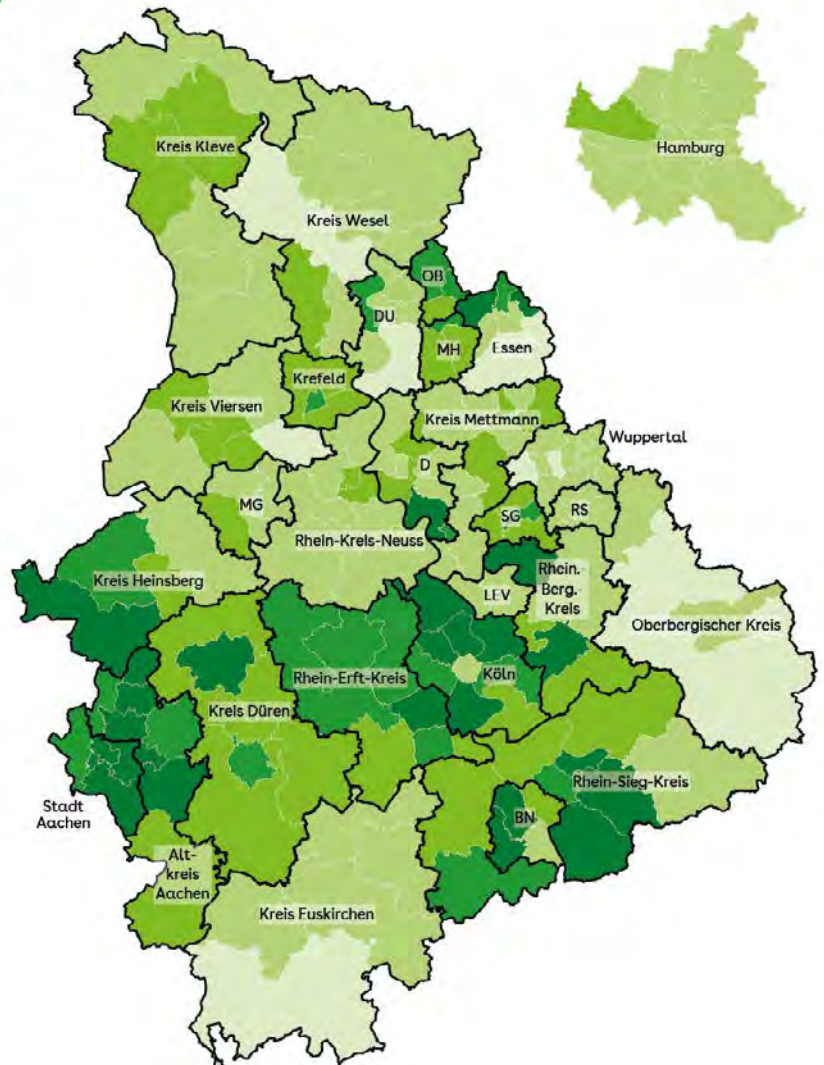 Kreis Kleve
Hamburg
Kreis Wesel
OB
DU
MH
Essen
Krefeld
Kreis Viersen
Kreis Mettmann
Wuppertal
D
MG
SG
RS
Rhein-Kreis-Neuss
Rhein.-
Berg.
Kreis
Kreis Heinsberg
LEV
Oberbergischer Kreis
Rhein-Erft-Kreis
Köln
Kreis Düren
Rhein-Sieg-Kreis
Stadt
Aachen
BN
Alt-
kreis
Aachen
Kreis Euskirchen